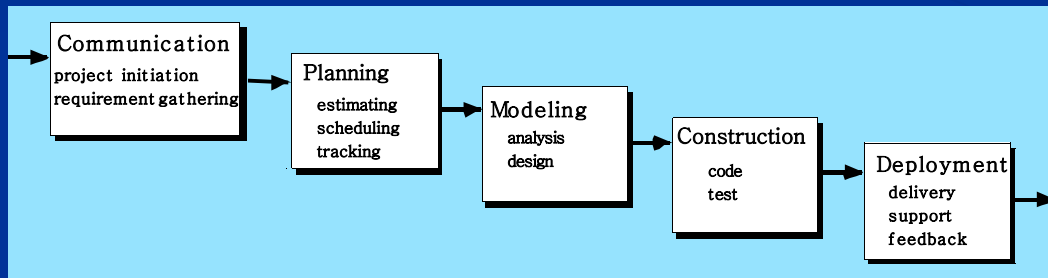 Communication
project initiation
requirement gathering
Planning
estimating
scheduling
tracking
Modeling
analysis
design
Construction
code
test
Deployment
delivery
support
feedback